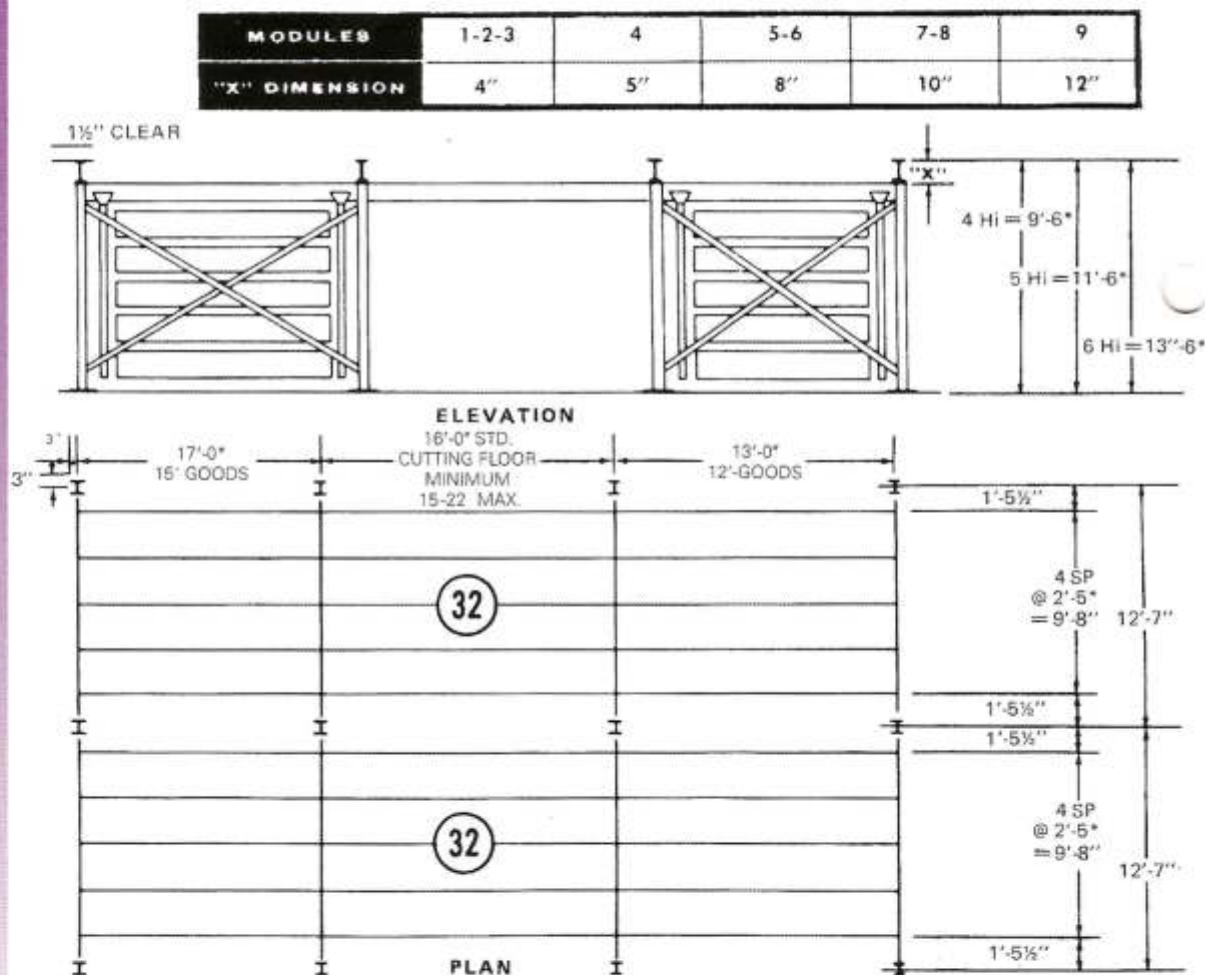 MODULES 1-2-3 4 5-6 7-8 9
"X" DIMENSION 4" 5" 8" 10" 12"
1½" CLEAR
"X"
4 Hi = 9'-6*
5 Hi = 11'-6*
6 Hi = 13"-6*
ELEVATION
3"
3"
17'-0*
15' GOODS
16'-0* STD.
CUTTING FLOOR
MINIMUM
15-22 MAX.
13'-0*
12'-GOODS
1'-5½"
4 SP
@ 2'-5*
= 9'-8"
12'-7"
32
1'-5½"
1'-5½"
4 SP
@ 2'-5*
= 9'-8"
12'-7"
32
1'-5½"
PLAN